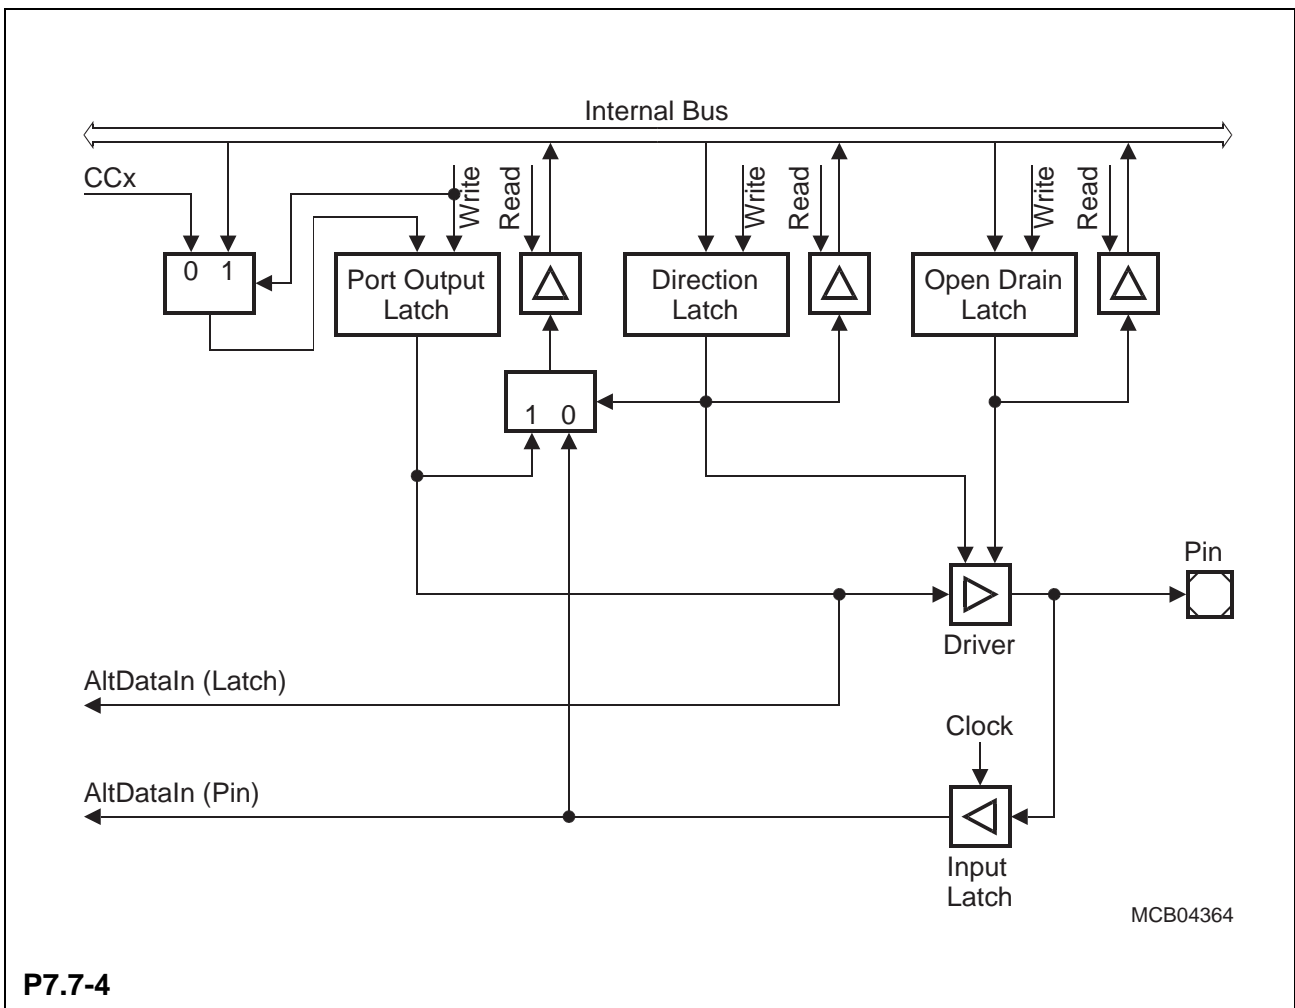 Internal Bus
CCx
Write
Read
Write
Read
Write
Read
0 1
Port Output
Latch
Direction
Latch
Open Drain
Latch
1 0
Pin
Driver
AltDataIn (Latch)
Clock
AltDataIn (Pin)
Input
Latch
MCB04364
P7.7-4